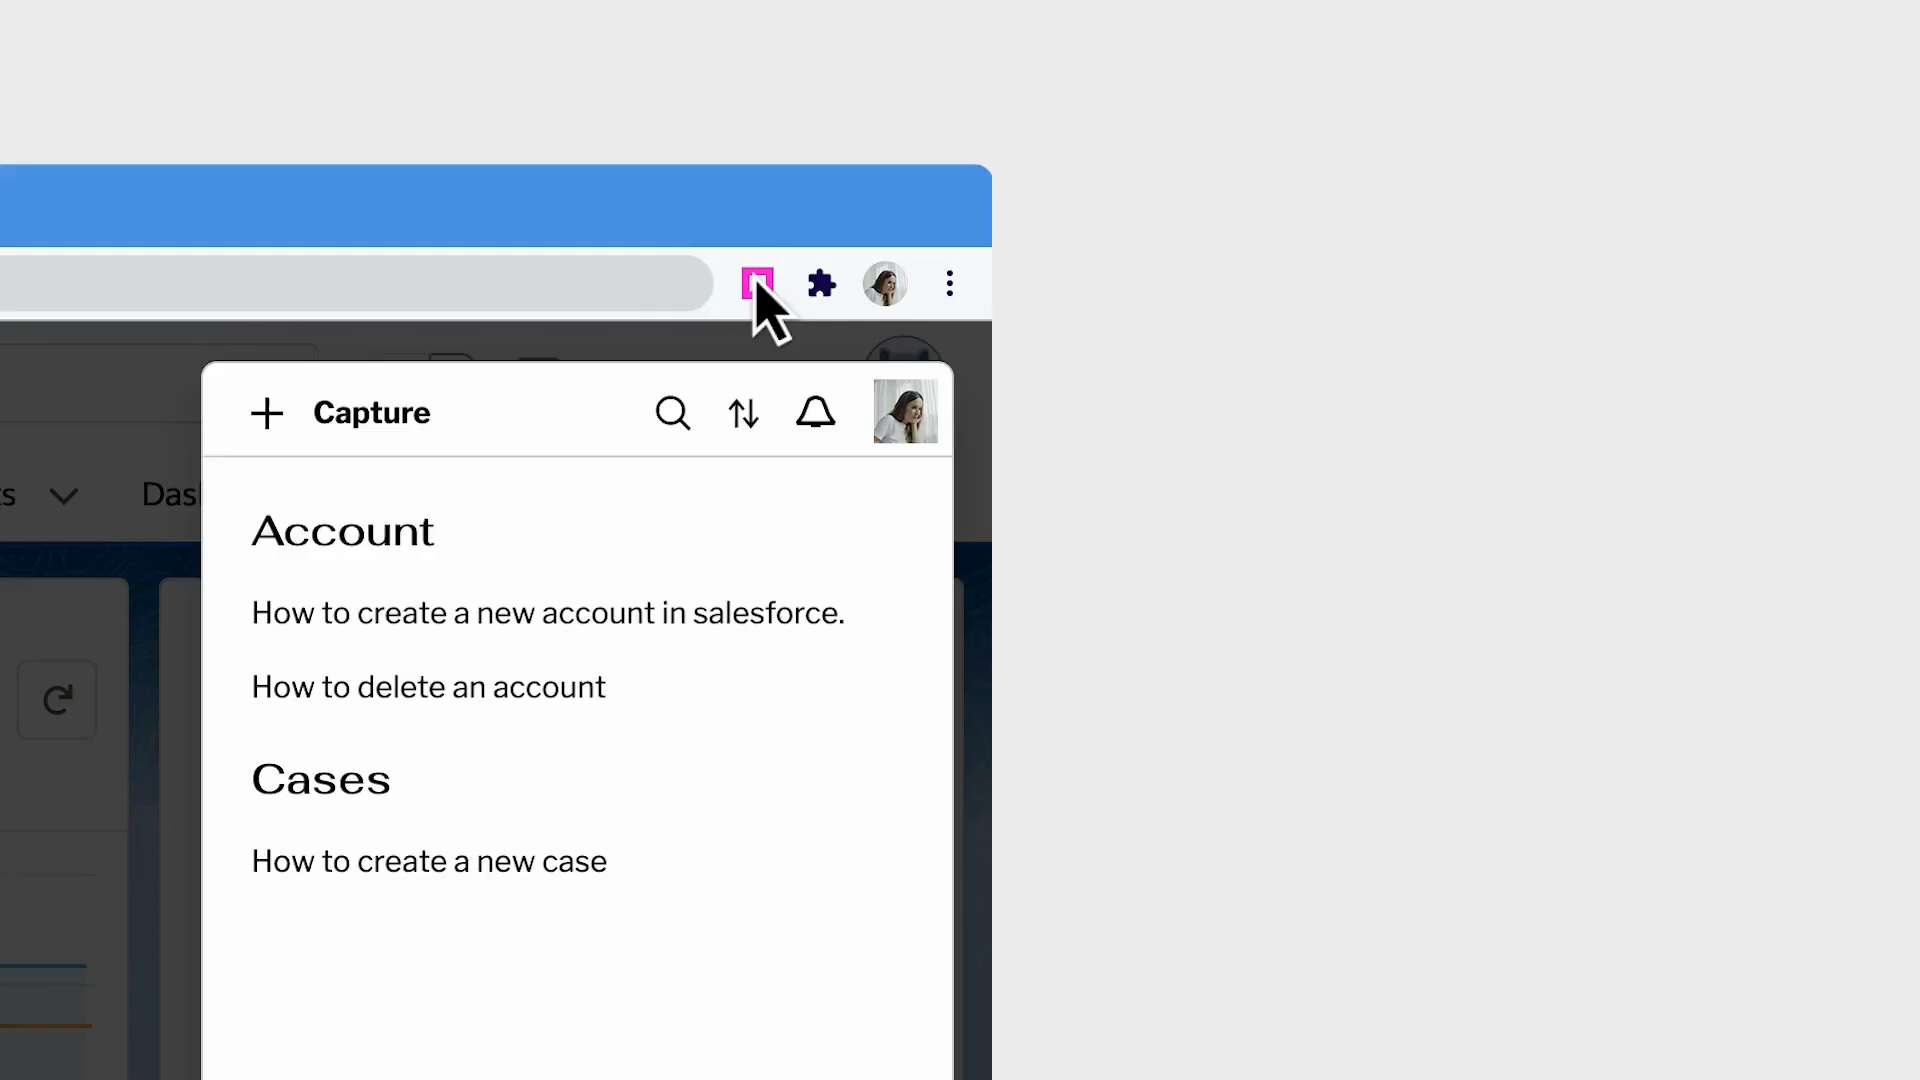 Capture
Account
How to create a new account in salesforce.
How to delete an account
Cases
How to create a new case